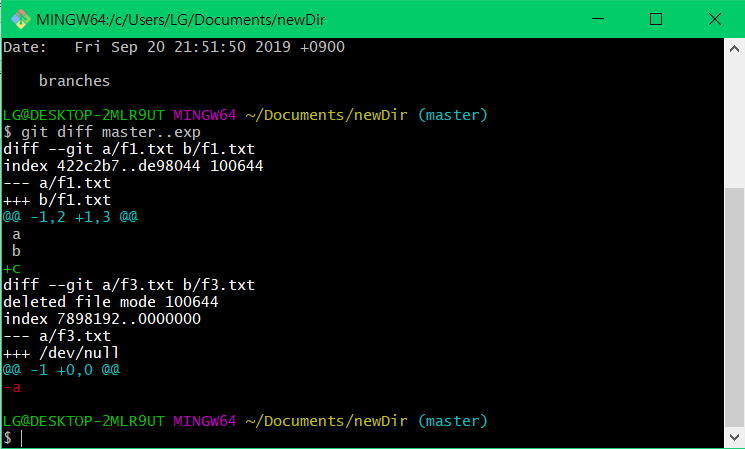 MINGW64:/c/Users/LG/Documents/newDir
Date:   Fri Sep 20 21:51:50 2019 +0900
    branches
LG@DESKTOP-2MLR9UT MINGW64 ~/Documents/newDir (master)
$ git diff master..exp
diff --git a/f1.txt b/f1.txt
index 422c2b7..de98044 100644
--- a/f1.txt
+++ b/f1.txt
@@ -1,2 +1,3 @@
 a
 b
+c
diff --git a/f3.txt b/f3.txt
deleted file mode 100644
index 7898192..0000000
--- a/f3.txt
+++ /dev/null
@@ -1 +0,0 @@
-a
LG@DESKTOP-2MLR9UT MINGW64 ~/Documents/newDir (master)
$